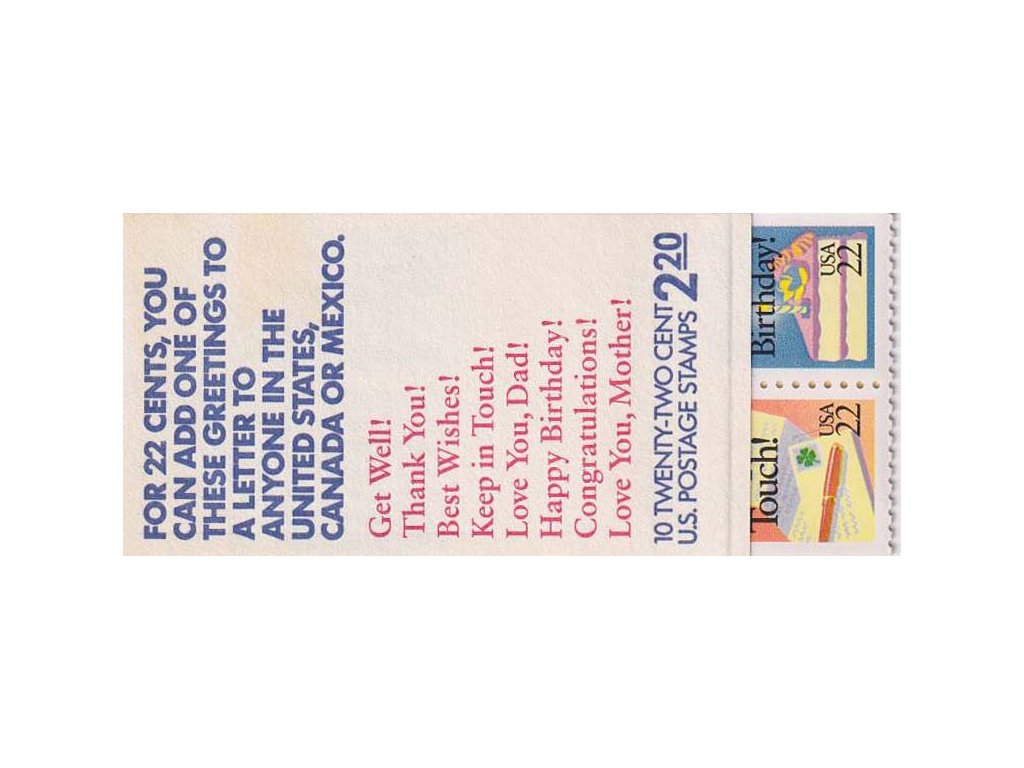 FOR 22 CENTS, YOU
CAN ADD ONE OF
THESE GREETINGS TO
A LETTER TO
ANYONE IN THE
UNITED STATES,
CANADA OR MEXICO.
Get Well!
Thank You!
Best Wishes!
Keep in Touch!
Love You, Dad!
Happy Birthday!
Congratulations!
Love You, Mother!
10 TWENTY-TWO CENT
U.S. POSTAGE STAMPS
2 20
Touch!
USA
22
Birthday!
USA
22